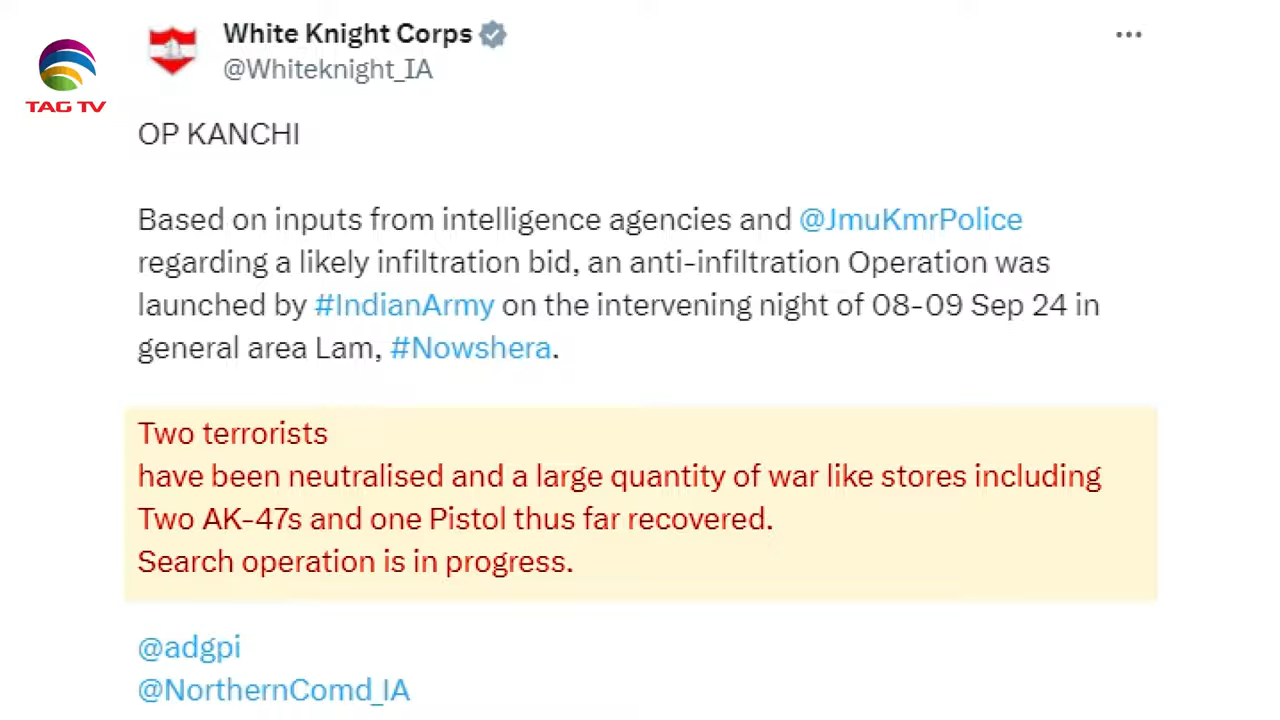 White Knight Corps
@Whiteknight_IA
TAG TV
OP KANCHI
Based on inputs from intelligence agencies and @JmuKmrPolice
regarding a likely infiltration bid, an anti-infiltration Operation was
launched by #IndianArmy on the intervening night of 08-09 Sep 24 in
general area Lam, #Nowshera.
Two terrorists
have been neutralised and a large quantity of war like stores including
Two AK-47s and one Pistol thus far recovered.
Search operation is in progress.
@adgpi
@NorthernComd_IA